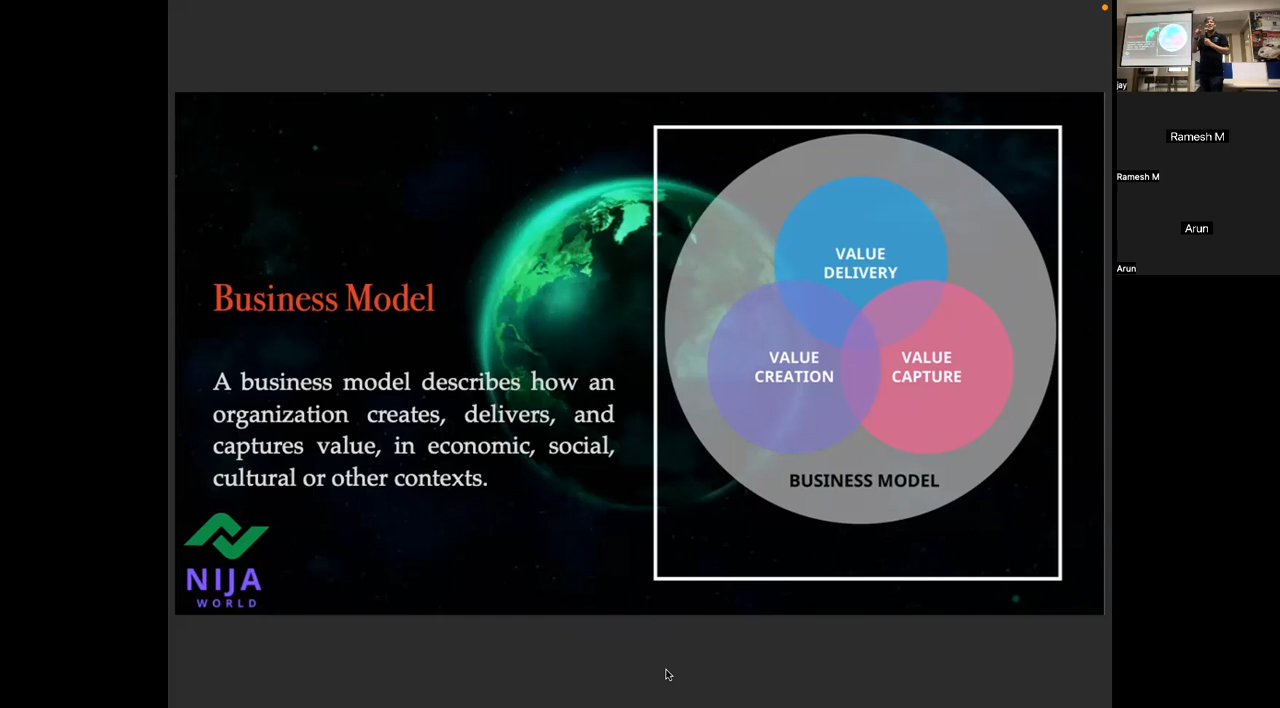 Business Model
A business model describes how an
organization creates, delivers, and
captures value, in economic, social,
cultural or other contexts.
NIJA
WORLD
VALUE
DELIVERY
VALUE
CREATION
VALUE
CAPTURE
BUSINESS MODEL
jay
Ramesh M
Ramesh M
Arun
Arun